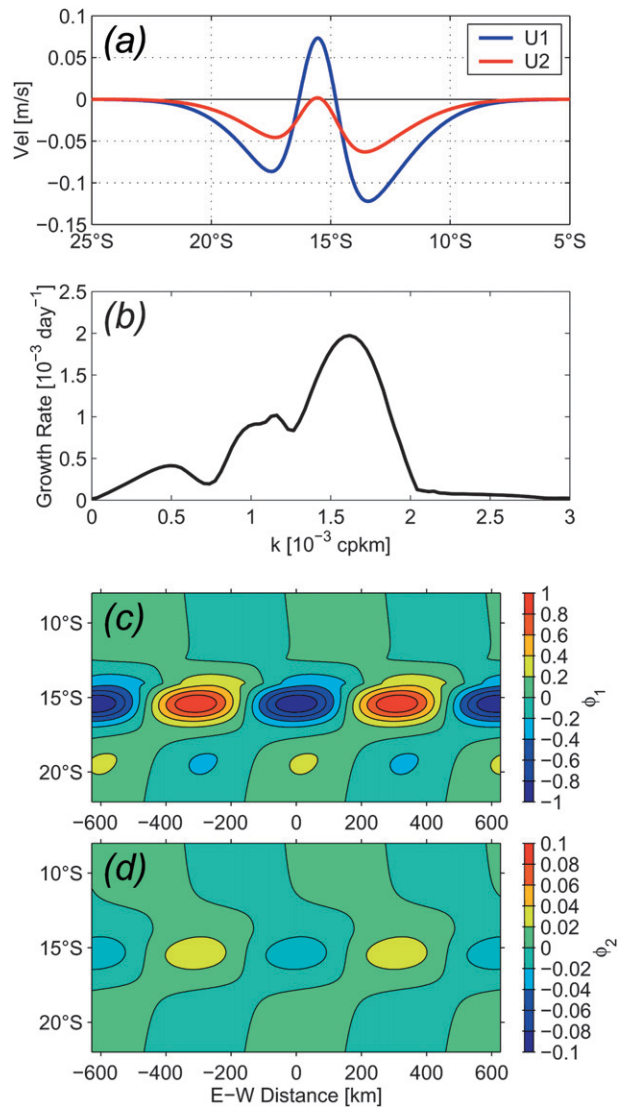 (a)
U1
U2
0.1
0.05
0
−0.05
−0.1
−0.15
Vel [m/s]
25°S 20°S 15°S 10°S 5°S
(b)
2.5
2
1.5
1
0.5
0
Growth Rate [10⁻³ day⁻¹]
0 0.5 1 1.5 2 2.5 3
k [10⁻³ cpkm]
(c)
10°S
15°S
20°S
−600 −400 −200 0 200 400 600
1
0.8
0.6
0.4
0.2
0
−0.2
−0.4
−0.6
−0.8
−1
ϕ₁
(d)
10°S
15°S
20°S
−600 −400 −200 0 200 400 600
E−W Distance [km]
0.1
0.08
0.06
0.04
0.02
0
−0.02
−0.04
−0.06
−0.08
−0.1
ϕ₂